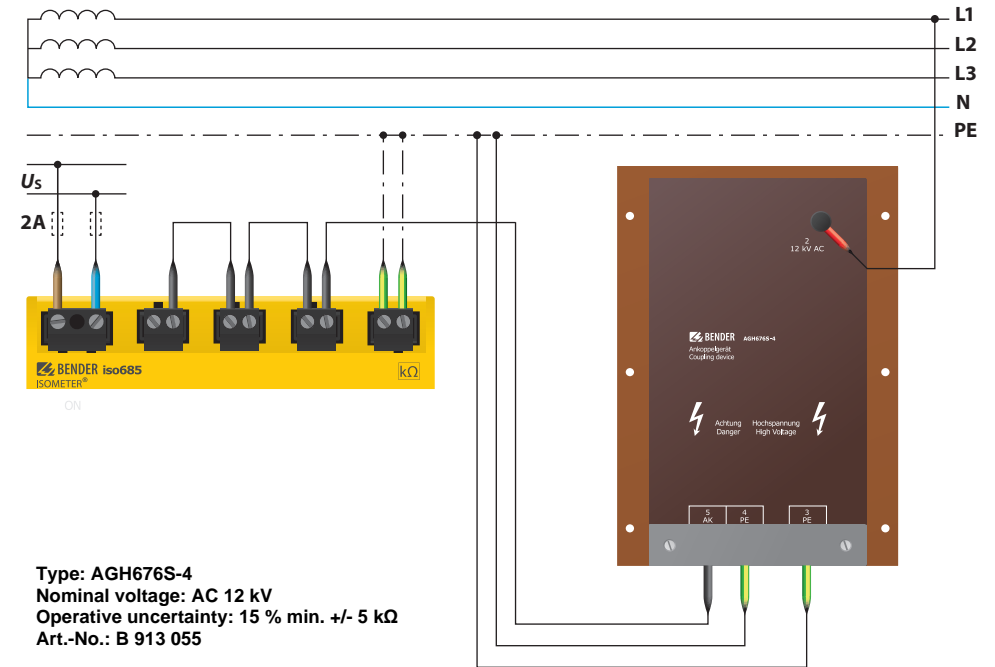 L1
L2
L3
N
PE
US
2A
2
12 kV AC
BENDER AGH676S-4
Ankoppelgerät
Coupling device
BENDER iso685
ISOMETER®
kΩ
ON
Achtung Hochspannung
Danger High Voltage
5 4 3
AK PE PE
Type: AGH676S-4
Nominal voltage: AC 12 kV
Operative uncertainty: 15 % min. +/- 5 kΩ
Art.-No.: B 913 055